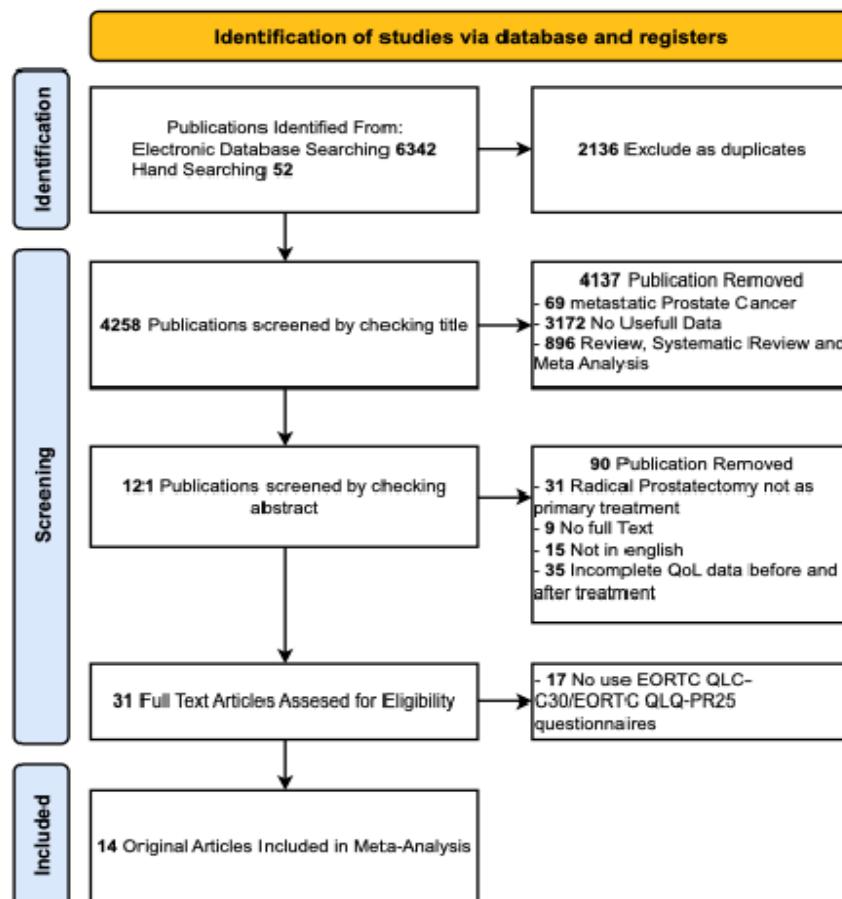 Identification of studies via database and registers
Identification
Publications Identified From:
Electronic Database Searching 6342
Hand Searching 52
2136 Exclude as duplicates
Screening
4258 Publications screened by checking title
4137 Publication Removed
- 69 metastatic Prostate Cancer
- 3172 No Usefull Data
- 896 Review, Systematic Review and
Meta Analysis
121 Publications screened by checking
abstract
90 Publication Removed
- 31 Radical Prostatectomy not as
primary treatment
- 9 No full Text
- 15 Not in english
- 35 Incomplete QoL data before and
after treatment
31 Full Text Articles Assesed for Eligibility
- 17 No use EORTC QLC-
C30/EORTC QLQ-PR25
questionnaires
Included
14 Original Articles Included in Meta-Analysis